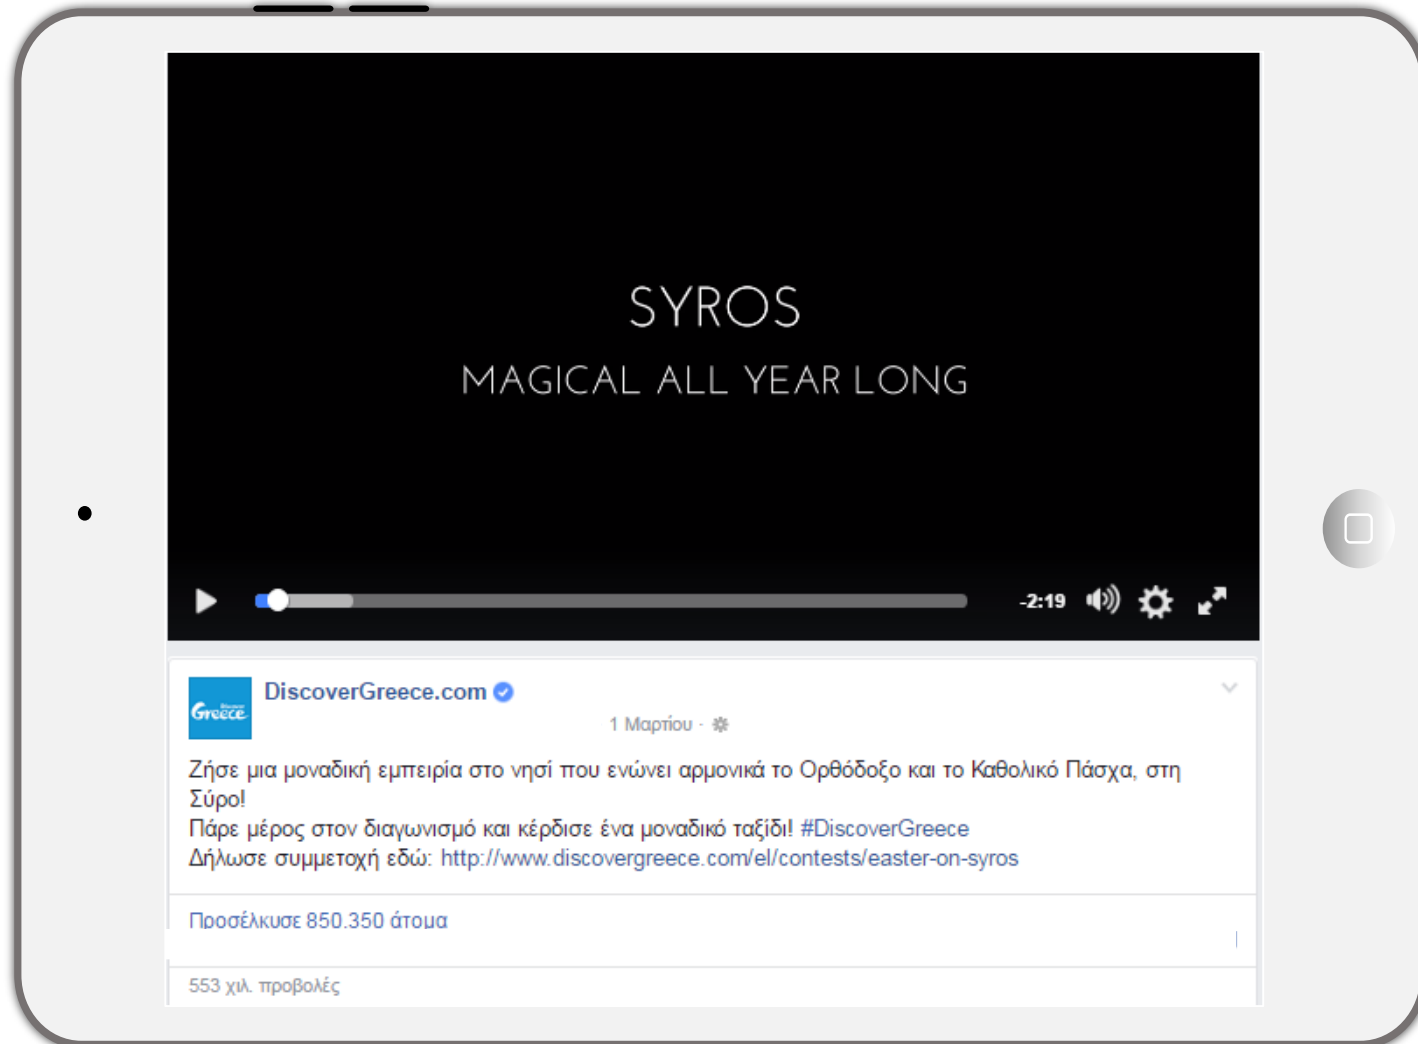 SYROS
MAGICAL ALL YEAR LONG
-2:19
Discover
Greece
DiscoverGreece.com
1 Μαρτίου ·
Ζήσε μια μοναδική εμπειρία στο νησί που ενώνει αρμονικά το Ορθόδοξο και το Καθολικό Πάσχα, στη
Σύρο!
Πάρε μέρος στον διαγωνισμό και κέρδισε ένα μοναδικό ταξίδι! #DiscoverGreece
Δήλωσε συμμετοχή εδώ: http://www.discovergreece.com/el/contests/easter-on-syros
Προσέλκυσε 850.350 άτομα
553 χιλ. προβολές